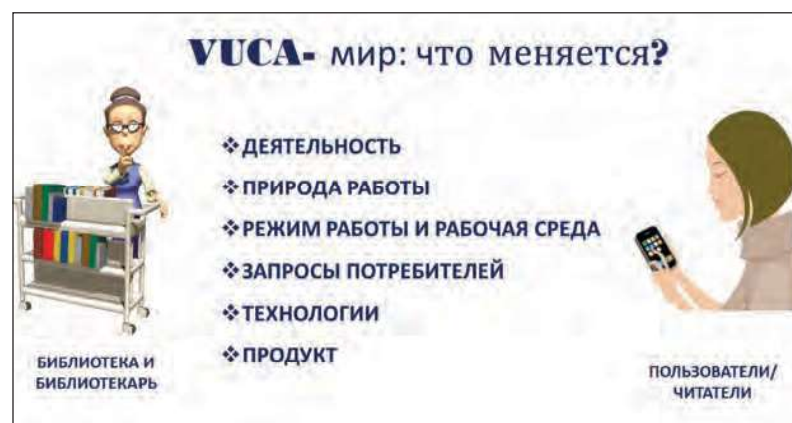 VUCA- мир: что меняется?
❖ДЕЯТЕЛЬНОСТЬ
❖ПРИРОДА РАБОТЫ
❖РЕЖИМ РАБОТЫ И РАБОЧАЯ СРЕДА
❖ЗАПРОСЫ ПОТРЕБИТЕЛЕЙ
❖ТЕХНОЛОГИИ
❖ПРОДУКТ
БИБЛИОТЕКА И
БИБЛИОТЕКАРЬ
ПОЛЬЗОВАТЕЛИ/
ЧИТАТЕЛИ